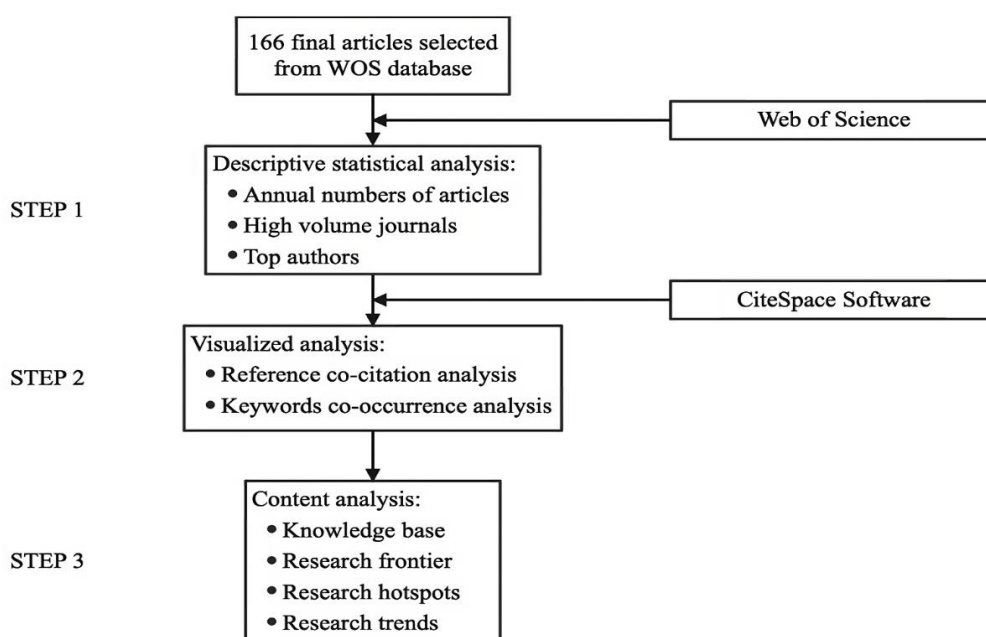 166 final articles selected
from WOS database
Web of Science
STEP 1
Descriptive statistical analysis:
• Annual numbers of articles
• High volume journals
• Top authors
CiteSpace Software
STEP 2
Visualized analysis:
• Reference co-citation analysis
• Keywords co-occurrence analysis
STEP 3
Content analysis:
• Knowledge base
• Research frontier
• Research hotspots
• Research trends